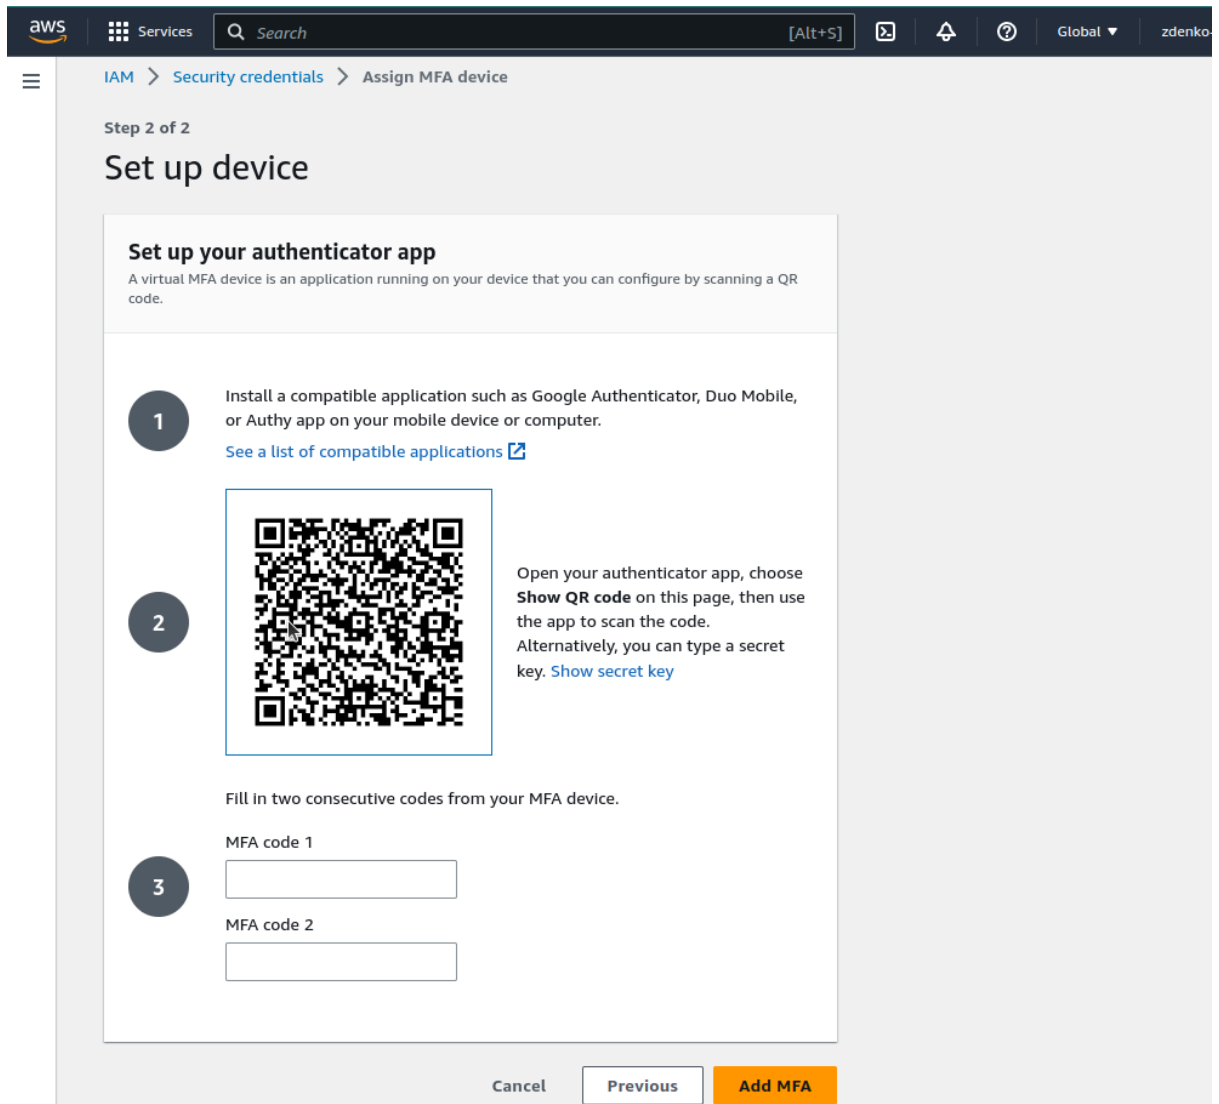 aws Services Search [Alt+S] Global zdenko-
IAM Security credentials Assign MFA device
Step 2 of 2
Set up device
Set up your authenticator app
A virtual MFA device is an application running on your device that you can configure by scanning a QR
code.
1
Install a compatible application such as Google Authenticator, Duo Mobile,
or Authy app on your mobile device or computer.
See a list of compatible applications
2
Open your authenticator app, choose
Show QR code on this page, then use
the app to scan the code.
Alternatively, you can type a secret
key. Show secret key
Fill in two consecutive codes from your MFA device.
3
MFA code 1
MFA code 2
Cancel Previous Add MFA